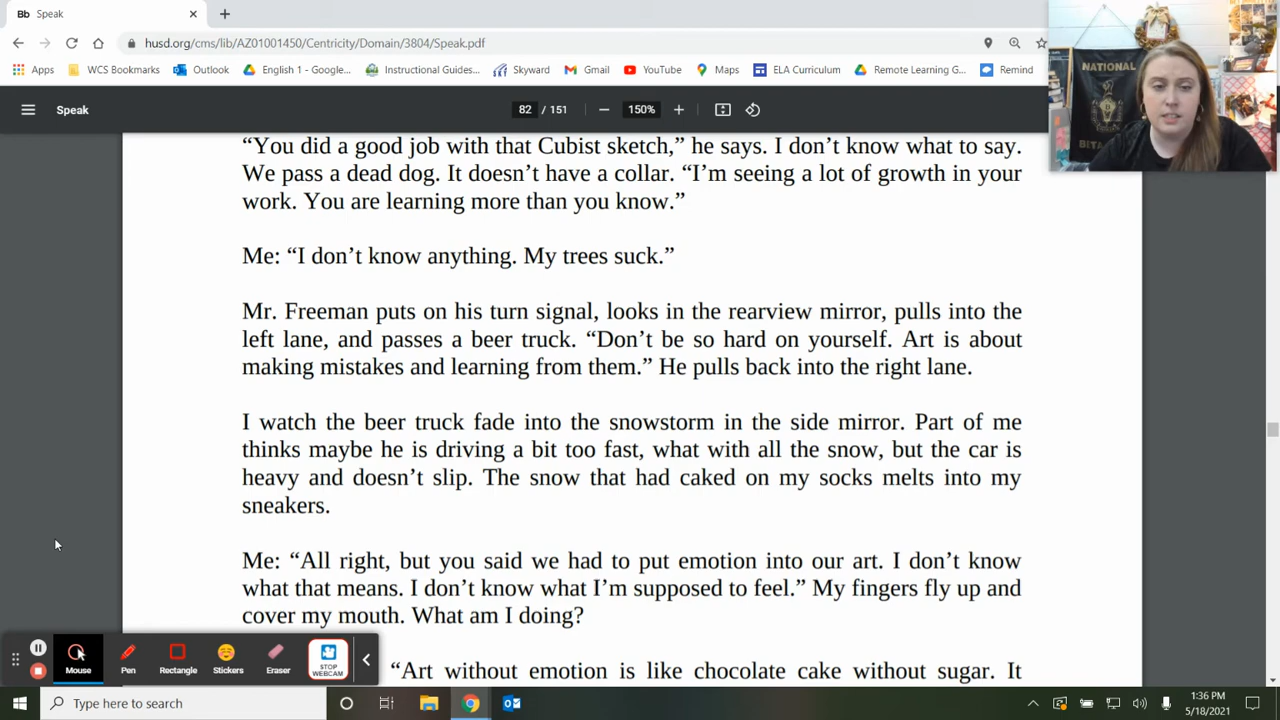 Bb Speak
husd.org/cms/lib/AZ01001450/Centricity/Domain/3804/Speak.pdf
Apps WCS Bookmarks Outlook English 1 - Google... Instructional Guides... Skyward Gmail YouTube Maps ELA Curriculum Remote Learning G... Remind
Speak 82 / 151 150%
NATIONAL
BETA
“You did a good job with that Cubist sketch,” he says. I don’t know what to say.
We pass a dead dog. It doesn’t have a collar. “I’m seeing a lot of growth in your
work. You are learning more than you know.”
Me: “I don’t know anything. My trees suck.”
Mr. Freeman puts on his turn signal, looks in the rearview mirror, pulls into the
left lane, and passes a beer truck. “Don’t be so hard on yourself. Art is about
making mistakes and learning from them.” He pulls back into the right lane.
I watch the beer truck fade into the snowstorm in the side mirror. Part of me
thinks maybe he is driving a bit too fast, what with all the snow, but the car is
heavy and doesn’t slip. The snow that had caked on my socks melts into my
sneakers.
Me: “All right, but you said we had to put emotion into our art. I don’t know
what that means. I don’t know what I’m supposed to feel.” My fingers fly up and
cover my mouth. What am I doing?
“Art without emotion is like chocolate cake without sugar. It
Mouse Pen Rectangle Stickers Eraser STOP WEBCAM
Type here to search
1:36 PM
5/18/2021